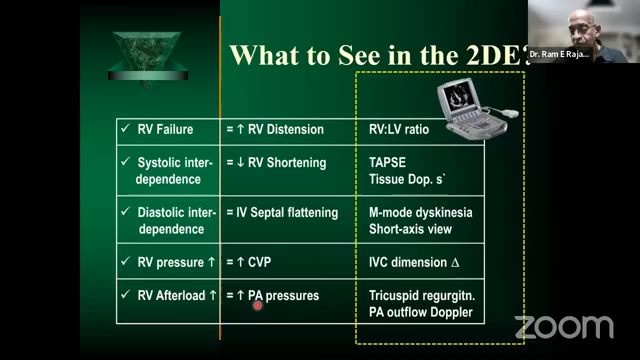 What to See in the 2DE?
Dr. Ram E Raja...
✓ RV Failure = ↑ RV Distension RV:LV ratio
✓ Systolic inter- = ↓ RV Shortening TAPSE
dependence Tissue Dop. s`
✓ Diastolic inter- = IV Septal flattening M-mode dyskinesia
dependence Short-axis view
✓ RV pressure ↑ = ↑ CVP IVC dimension Δ
✓ RV Afterload ↑ = ↑ PA pressures Tricuspid regurgitn.
PA outflow Doppler
zoom